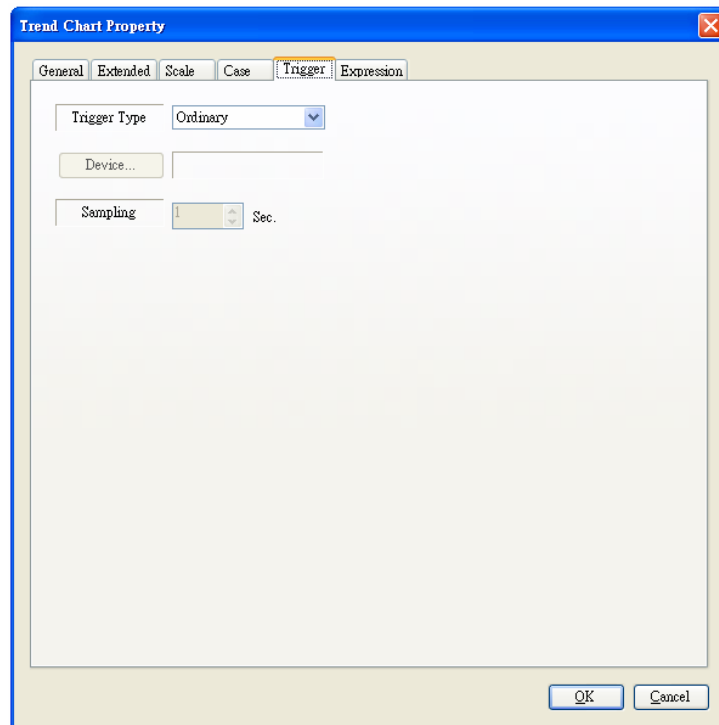 Trend Chart Property
General Extended Scale Case Trigger Expression
Trigger Type Ordinary
Device...
Sampling 1 Sec.
OK Cancel